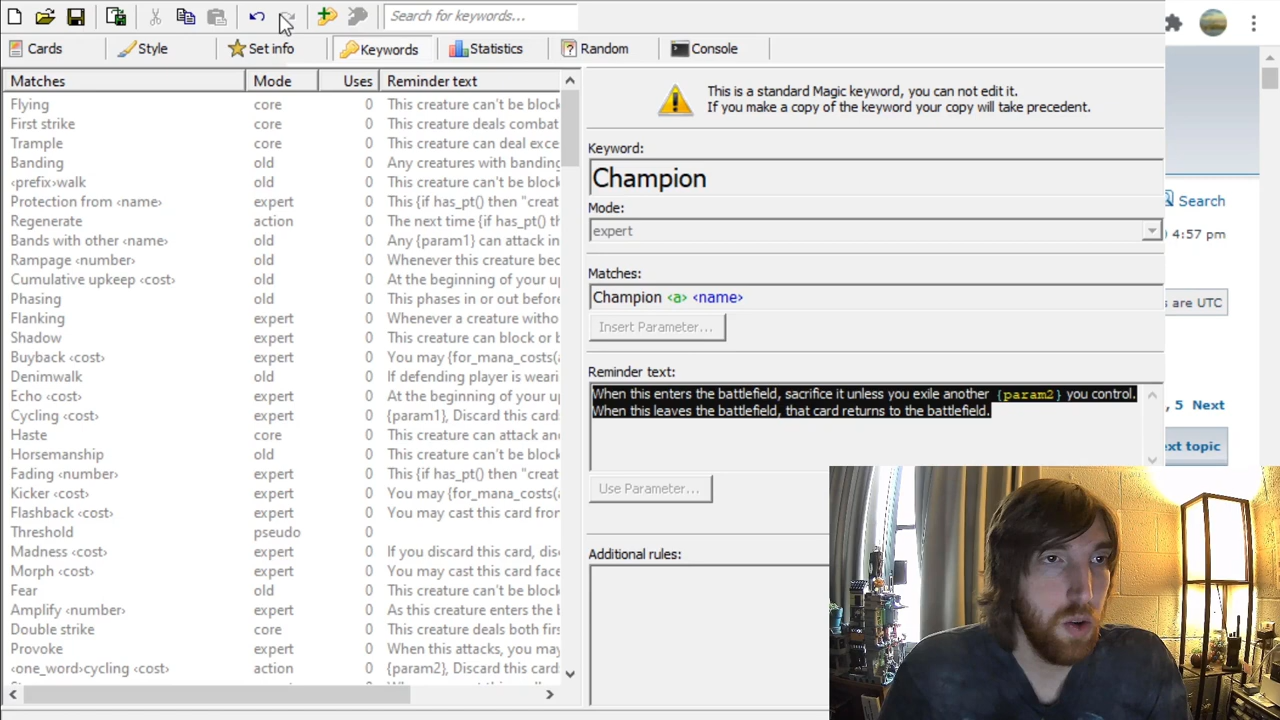 Search for keywords...
Cards
Style
Set info
Keywords
Statistics
Random
Console
Matches Mode Uses Reminder text
Flying core 0 This creature can't be block
First strike core 0 This creature deals combat
Trample core 0 This creature can deal exce
Banding old 0 Any creatures with banding
‹prefix›walk old 0 This creature can't be block
Protection from ‹name› expert 0 This {if has_pt() then "creat
Regenerate action 0 The next time {if has_pt() th
Bands with other ‹name› old 0 Any {param1} can attack in
Rampage ‹number› old 0 Whenever this creature bec
Cumulative upkeep ‹cost› old 0 At the beginning of your up
Phasing old 0 This phases in or out before
Flanking expert 0 Whenever a creature witho
Shadow expert 0 This creature can block or b
Buyback ‹cost› expert 0 You may {for_mana_costs(a
Denimwalk old 0 If defending player is weari
Echo ‹cost› expert 0 At the beginning of your up
Cycling ‹cost› expert 0 {param1}, Discard this card:
Haste core 0 This creature can attack and
Horsemanship old 0 This creature can't be block
Fading ‹number› expert 0 This {if has_pt() then "creat
Kicker ‹cost› expert 0 You may {for_mana_costs(a
Flashback ‹cost› expert 0 You may cast this card from
Threshold pseudo 0
Madness ‹cost› expert 0 If you discard this card, disc
Morph ‹cost› expert 0 You may cast this card face
Fear old 0 This creature can't be block
Amplify ‹number› expert 0 As this creature enters the b
Double strike core 0 This creature deals both firs
Provoke expert 0 When this attacks, you may
‹one_word›cycling ‹cost› action 0 {param2}, Discard this card
This is a standard Magic keyword, you can not edit it.
If you make a copy of the keyword your copy will take precedent.
Keyword:
Champion
Mode:
expert
Matches:
Champion ‹a› ‹name›
Insert Parameter...
Reminder text:
When this enters the battlefield, sacrifice it unless you exile another {param2} you control.
When this leaves the battlefield, that card returns to the battlefield.
Use Parameter...
Additional rules:
Search
4:57 pm
s are UTC
, 5 Next
ext topic